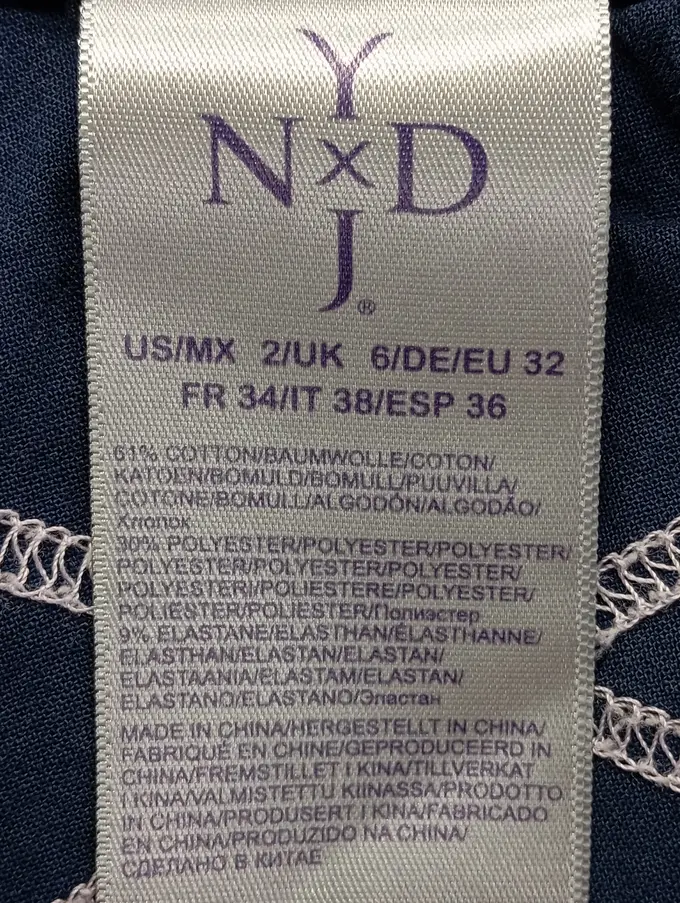 Y
N x D
J®
US/MX 2/UK 6/DE/EU 32
FR 34/IT 38/ESP 36
61% COTTON/BAUMWOLLE/COTON/
KATOEN/BOMULD/BOMULL/PUUVILLA/
COTONE/BOMULL/ALGODÓN/ALGODÃO/
Хлопок
30% POLYESTER/POLYESTER/POLYESTER/
POLYESTER/POLYESTER/POLYESTER/
POLYESTERI/POLIESTERE/POLYESTER/
POLIESTER/POLIESTER/Полиэстер
9% ELASTANE/ELASTHAN/ÉLASTHANNE/
ELASTHAN/ELASTAN/ELASTAN/
ELASTAANIA/ELASTAM/ELASTAN/
ELASTANO/ELASTANO/Эластан
MADE IN CHINA/HERGESTELLT IN CHINA/
FABRIQUÉ EN CHINE/GEPRODUCEERD IN
CHINA/FREMSTILLET I KINA/TILLVERKAT
I KINA/VALMISTETTU KIINASSA/PRODOTTO
IN CHINA/PRODUSERT I KINA/FABRICADO
EN CHINA/PRODUZIDO NA CHINA/
СДЕЛАНО В КИТАЕ